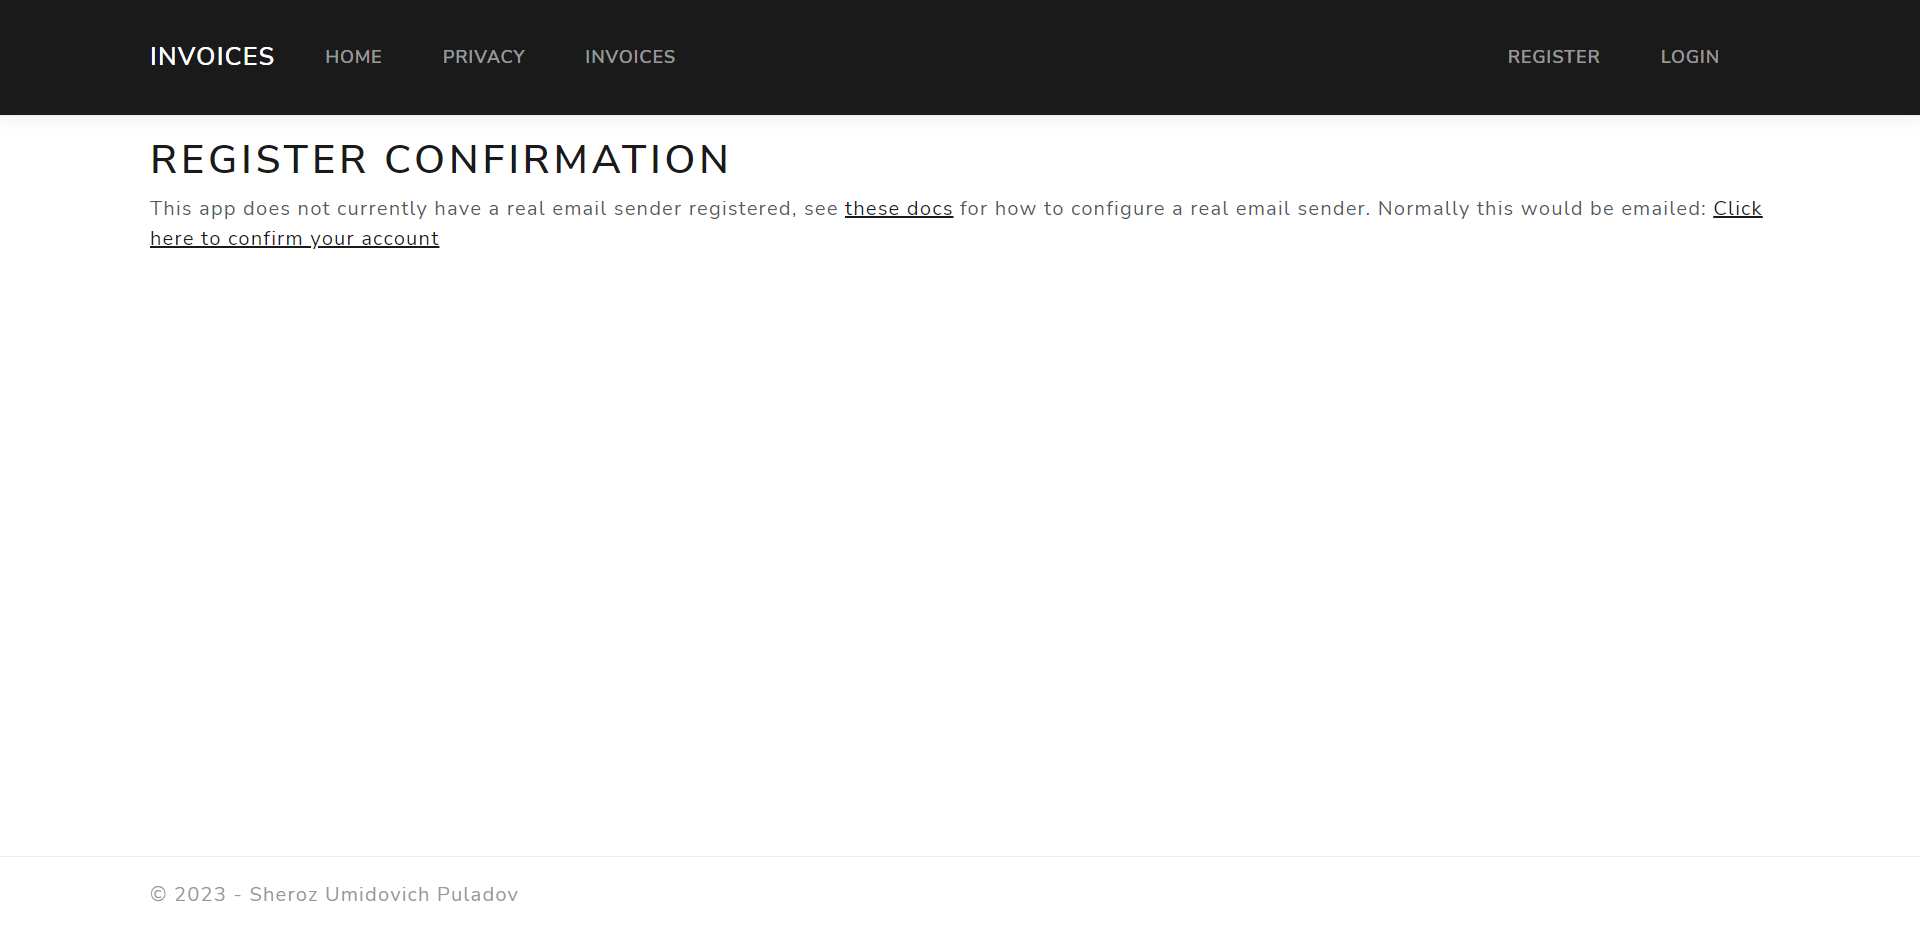 INVOICES HOME PRIVACY INVOICES REGISTER LOGIN
REGISTER CONFIRMATION
This app does not currently have a real email sender registered, see these docs for how to configure a real email sender. Normally this would be emailed: Click
here to confirm your account
© 2023 - Sheroz Umidovich Puladov